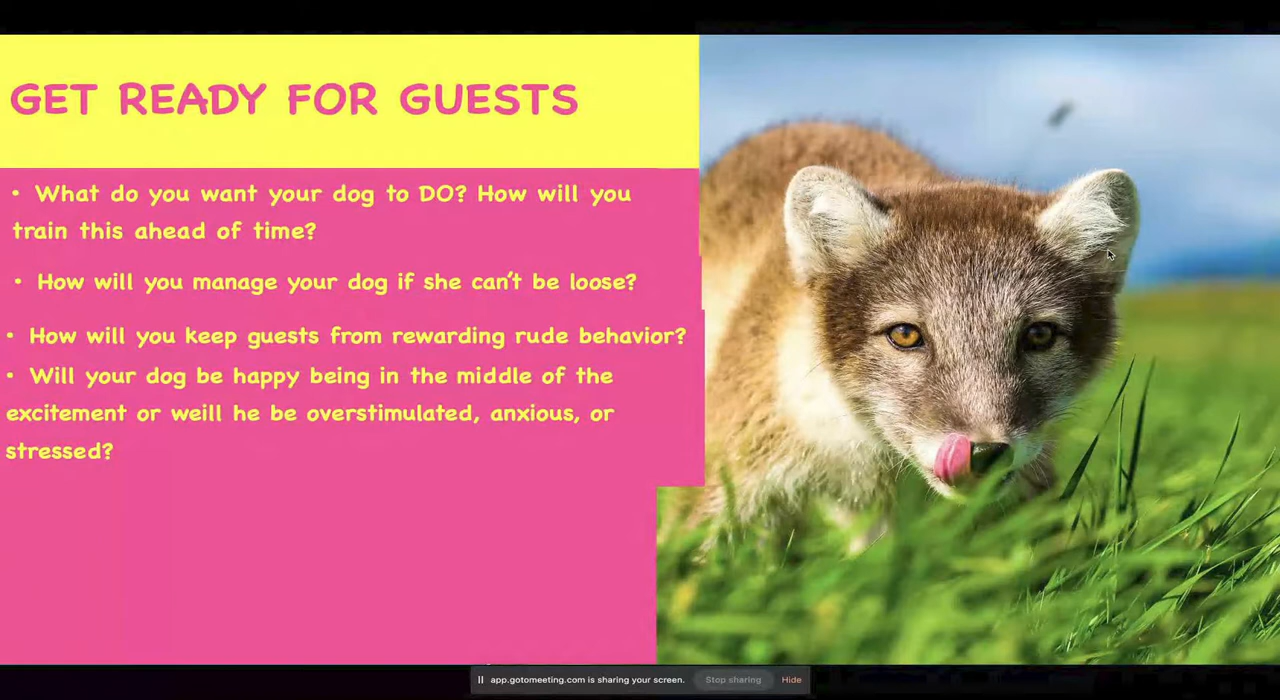 GET READY FOR GUESTS
• What do you want your dog to DO? How will you
train this ahead of time?
• How will you manage your dog if she can't be loose?
• How will you keep guests from rewarding rude behavior?
• Will your dog be happy being in the middle of the
excitement or weill he be overstimulated, anxious, or
stressed?
app.gotomeeting.com is sharing your screen. Stop sharing Hide